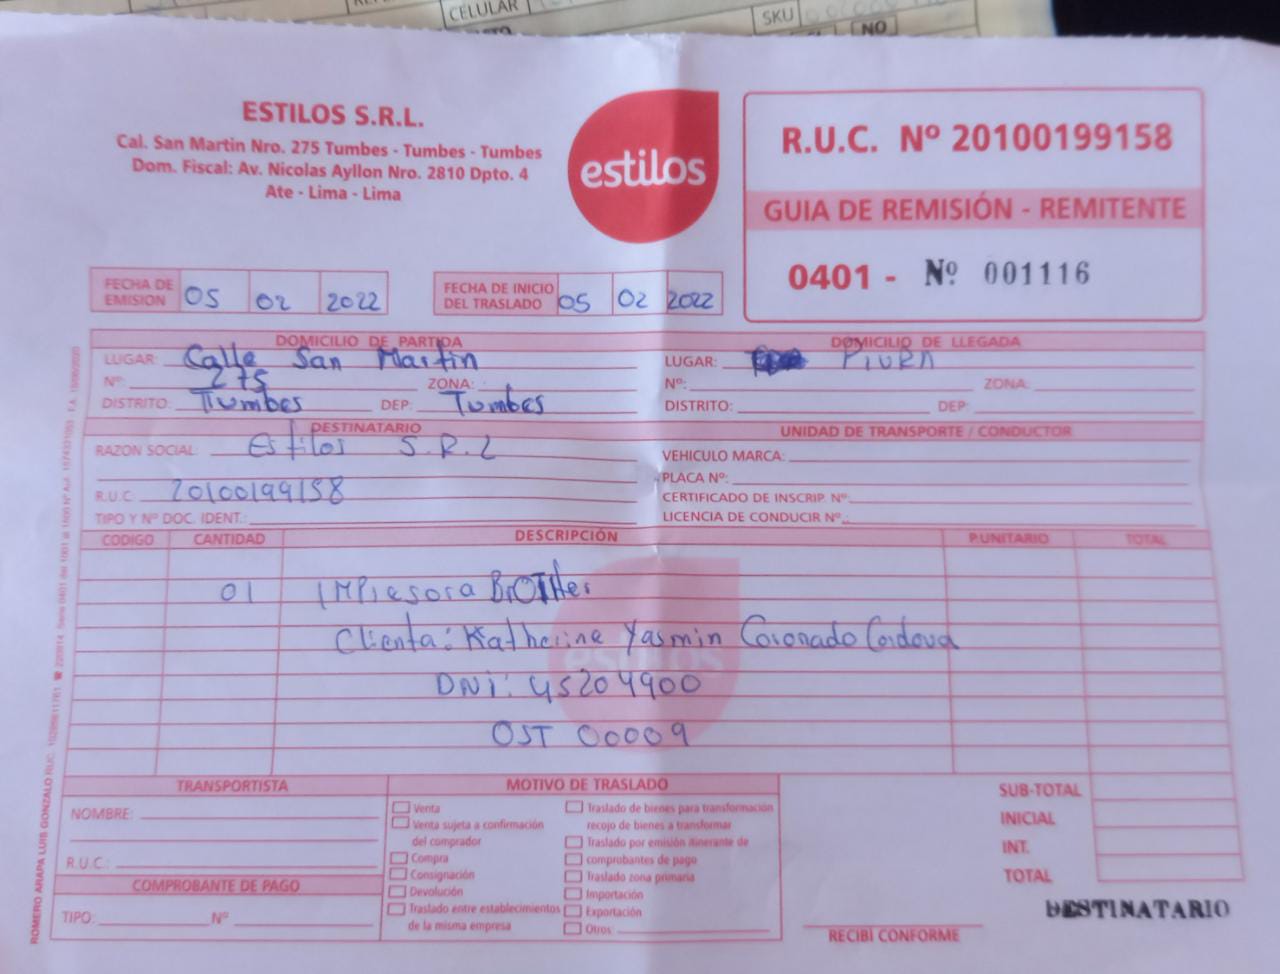 CELULAR
SKU
NO
ESTILOS S.R.L.
Cal. San Martin Nro. 275 Tumbes - Tumbes - Tumbes
Dom. Fiscal: Av. Nicolas Ayllon Nro. 2810 Dpto. 4
Ate - Lima - Lima
estilos
R.U.C. Nº 20100199158
GUIA DE REMISIÓN - REMITENTE
0401 - Nº 001116
FECHA DE EMISION 05 02 2022
FECHA DE INICIO DEL TRASLADO 05 02 2022
DOMICILIO DE PARTIDA
LUGAR: Calle San Martin
Nº: 275 ZONA:
DISTRITO: Tumbes DEP: Tumbes
DOMICILIO DE LLEGADA
LUGAR: PIURA
Nº: ZONA:
DISTRITO: DEP:
DESTINATARIO
RAZON SOCIAL: Estilos S.R.L
R.U.C. 20100199158
TIPO Y Nº DOC. IDENT.:
UNIDAD DE TRANSPORTE / CONDUCTOR
VEHICULO MARCA:
PLACA Nº:
CERTIFICADO DE INSCRIP. Nº:
LICENCIA DE CONDUCIR Nº.:
CODIGO CANTIDAD DESCRIPCIÓN P.UNITARIO TOTAL
01 IMPresora BrOTHer
Clienta: Katherine Yasmin Coronado Cordova
DNi: 45204900
OST 00009
estilos
TRANSPORTISTA
NOMBRE:
R.U.C.:
COMPROBANTE DE PAGO
TIPO: Nº
MOTIVO DE TRASLADO
Venta
Venta sujeta a confirmación
del comprador
Compra
Consignación
Devolución
Traslado entre establecimientos
de la misma empresa
Traslado de bienes para transformación
recojo de bienes a transformar
Traslado por emisión itinerante de
comprobantes de pago
Traslado zona primaria
Importación
Exportación
Otros:
SUB-TOTAL
INICIAL
INT.
TOTAL
DESTINATARIO
RECIBÍ CONFORME
ROMERO ARAPA LUIS GONZALO RUC.